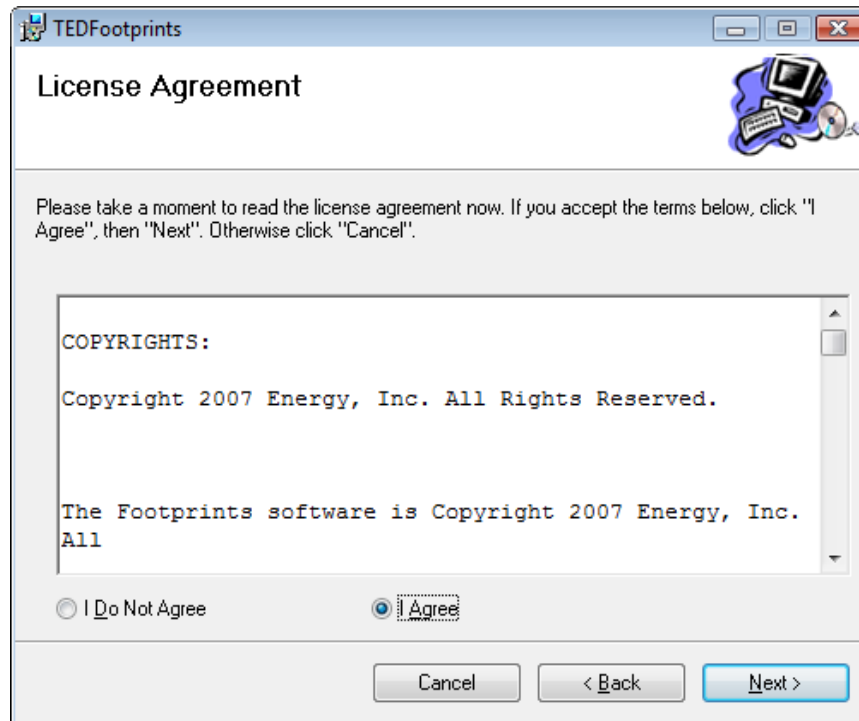 TEDFootprints
License Agreement
Please take a moment to read the license agreement now. If you accept the terms below, click "I
Agree", then "Next". Otherwise click "Cancel".
COPYRIGHTS:
Copyright 2007 Energy, Inc. All Rights Reserved.
The Footprints software is Copyright 2007 Energy, Inc.
All
I Do Not Agree
I Agree
Cancel
< Back
Next >